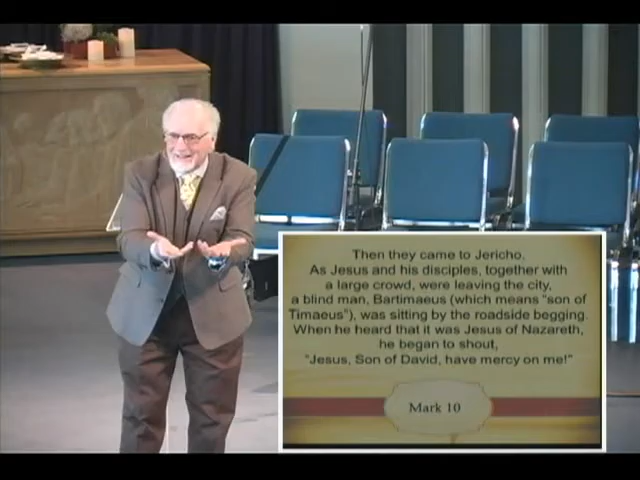 Then they came to Jericho.
As Jesus and his disciples, together with
a large crowd, were leaving the city,
a blind man, Bartimaeus (which means "son of
Timaeus"), was sitting by the roadside begging.
When he heard that it was Jesus of Nazareth,
he began to shout,
"Jesus, Son of David, have mercy on me!"
Mark 10